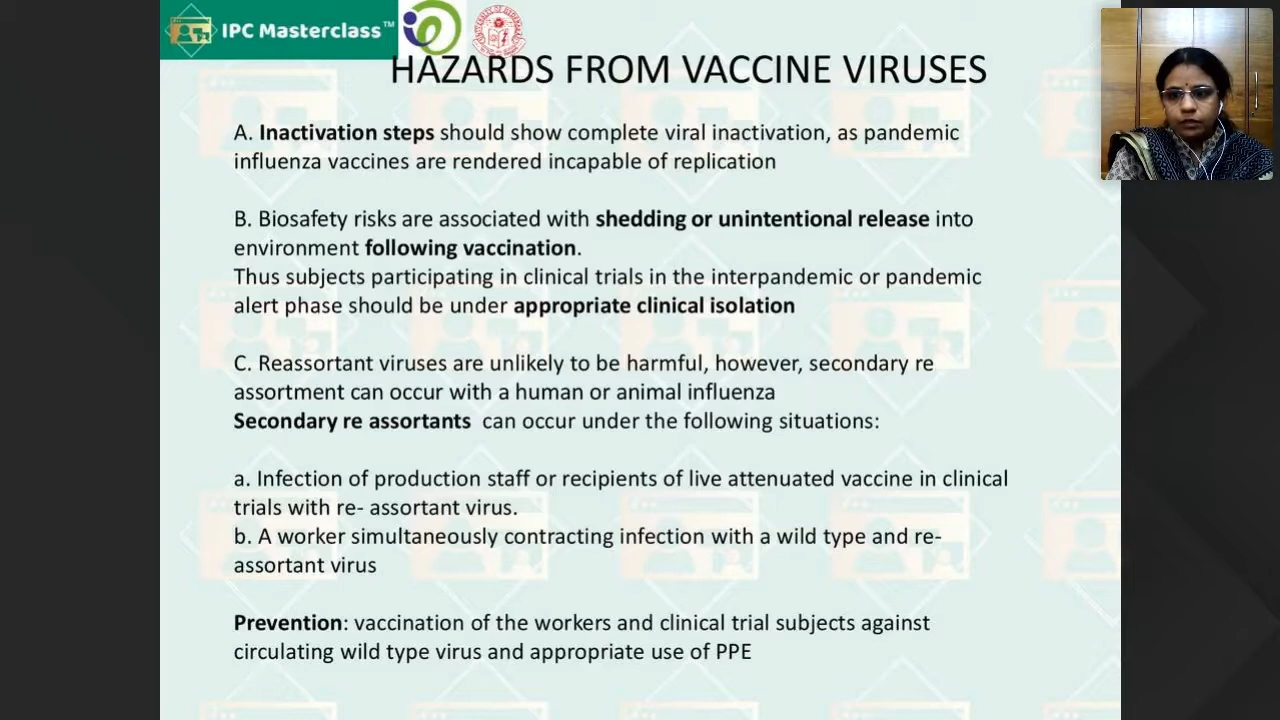 IPC Masterclass™
HAZARDS FROM VACCINE VIRUSES
A. Inactivation steps should show complete viral inactivation, as pandemic
influenza vaccines are rendered incapable of replication
B. Biosafety risks are associated with shedding or unintentional release into
environment following vaccination.
Thus subjects participating in clinical trials in the interpandemic or pandemic
alert phase should be under appropriate clinical isolation
C. Reassortant viruses are unlikely to be harmful, however, secondary re
assortment can occur with a human or animal influenza
Secondary re assortants  can occur under the following situations:
a. Infection of production staff or recipients of live attenuated vaccine in clinical
trials with re- assortant virus.
b. A worker simultaneously contracting infection with a wild type and re-
assortant virus
Prevention: vaccination of the workers and clinical trial subjects against
circulating wild type virus and appropriate use of PPE